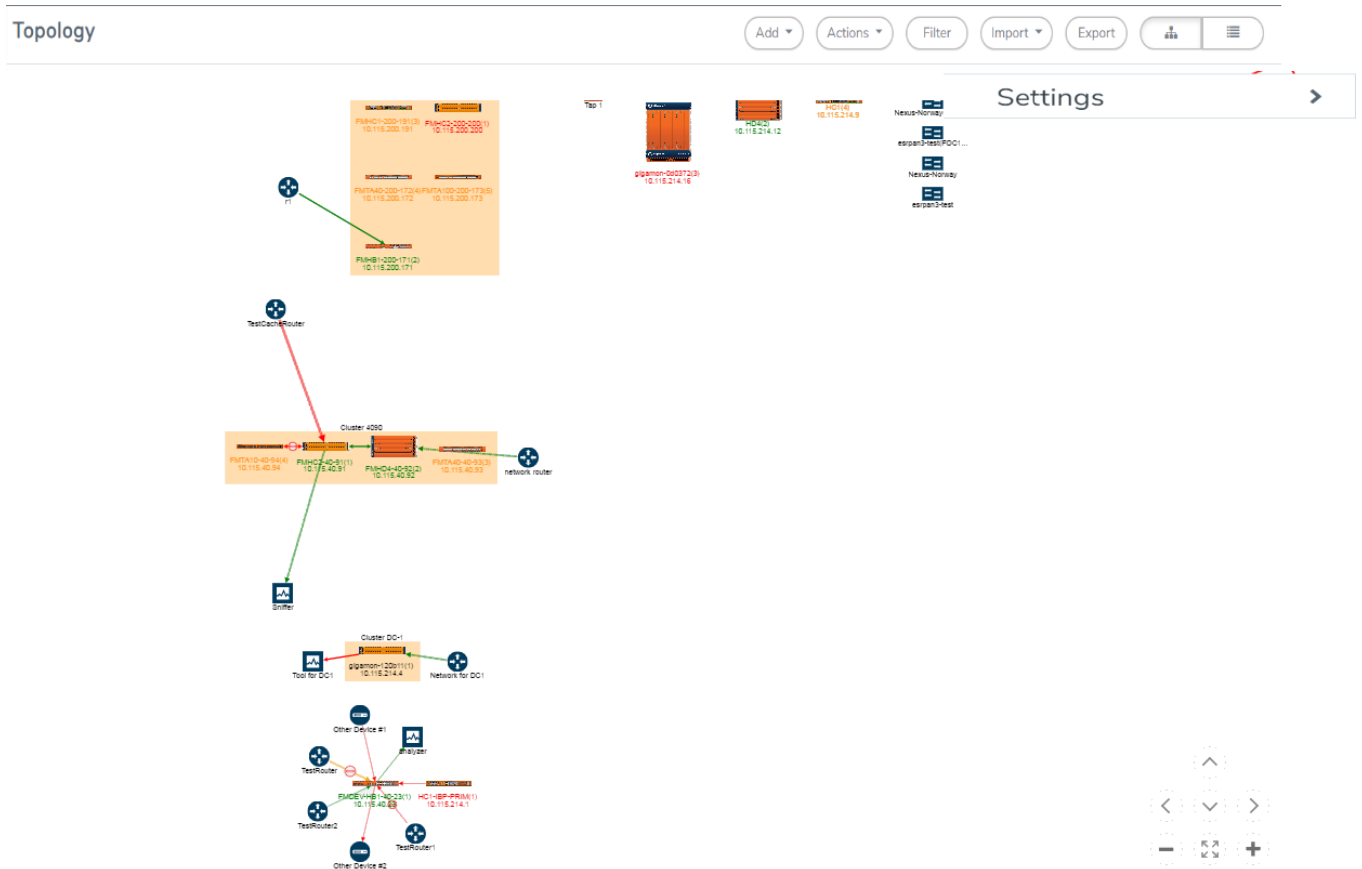 Topology
Add
Actions
Filter
Import
Export
Settings
FMHC1-200-191(3)
10.115.200.191
FMHC2-200-200(1)
10.115.200.200
FMTA40-200-172(4)
10.115.200.172
FMTA100-200-173(5)
10.115.200.173
FMHB1-200-171(2)
10.115.200.171
r1
Tap 1
gigamon-0d0372(3)
10.115.214.16
HD4(2)
10.115.214.12
HC1(4)
10.115.214.9
Nexus-Norway
esrpan3-test(FOC1...
Nexus-Norway
esrpan3-test
TestCacheRouter
Cluster 4090
FMTA10-40-94(4)
10.115.40.94
FMHC2-40-91(1)
10.115.40.91
FMHD4-40-92(2)
10.115.40.92
FMTA40-40-93(3)
10.115.40.93
network router
Sniffer
Cluster DC-1
Tool for DC1
gigamon-120b11(1)
10.115.214.4
Network for DC1
Other Device #1
analyzer
TestRouter
FMDEV-HB1-40-23(1)
HC1-IBP-PRIM(1)
10.115.214.1
TestRouter2
TestRouter1
Other Device #2